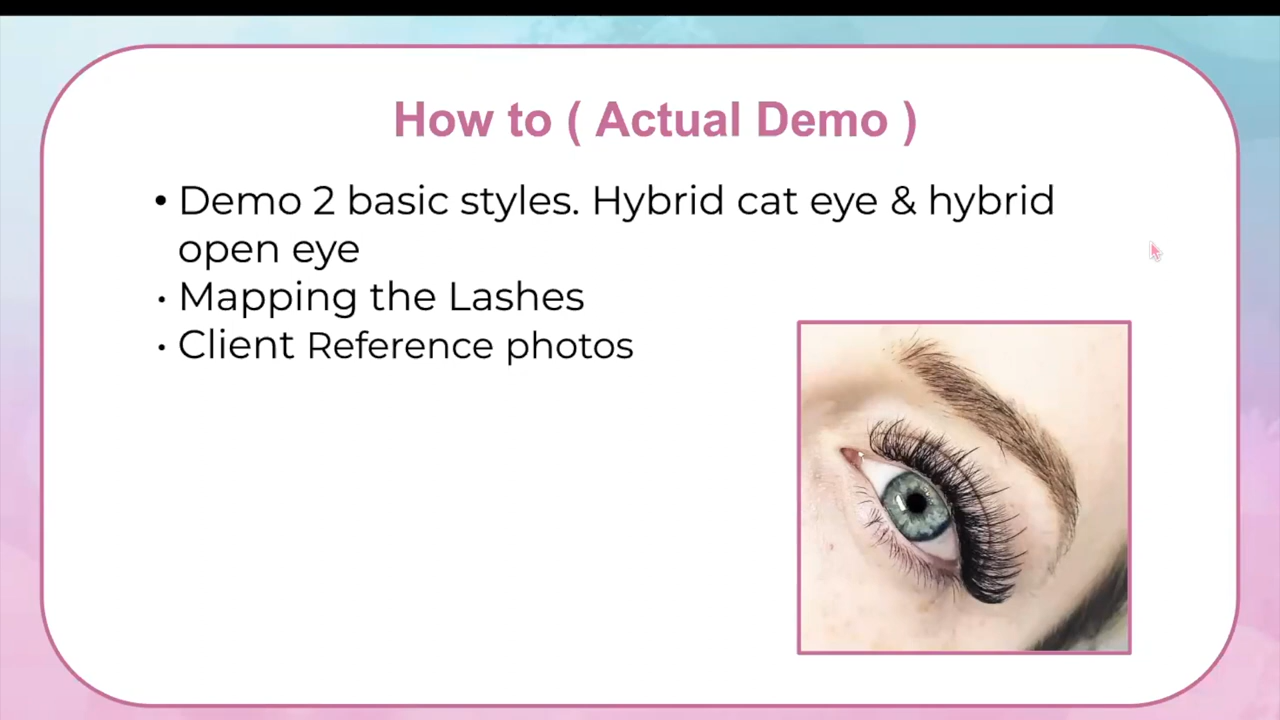 How to ( Actual Demo )
• Demo 2 basic styles. Hybrid cat eye & hybrid
open eye
• Mapping the Lashes
• Client Reference photos